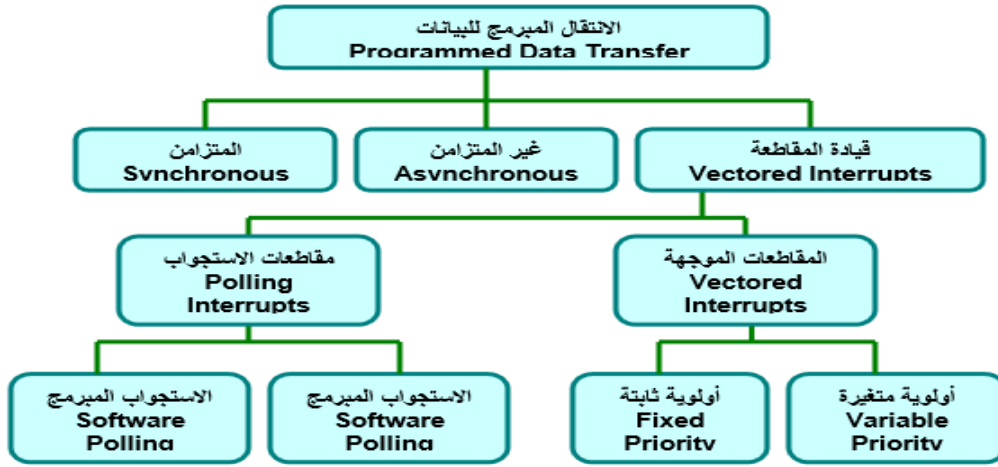 الانتقال المبرمج للبيانات
Programmed Data Transfer
المتزامن
Synchronous
غير المتزامن
Asynchronous
قيادة المقاطعة
Vectored Interrupts
مقاطعات الاستجواب
Polling
Interrupts
المقاطعات الموجهة
Vectored
Interrupts
الاستجواب المبرمج
Software
Polling
الاستجواب المبرمج
Software
Polling
أولوية ثابتة
Fixed
Priority
أولوية متغيرة
Variable
Priority